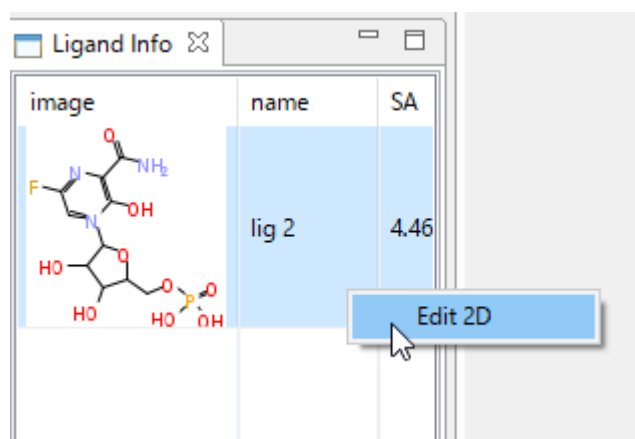 Ligand Info
image name SA
O
N NH₂
F
N OH
lig 2 4.46
O
HO
O O
P
HO HO OH
Edit 2D